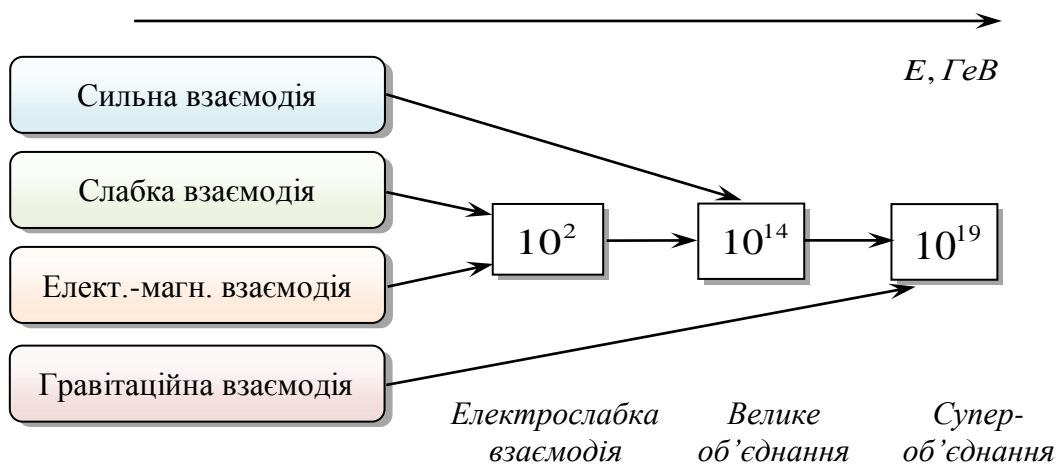 E, ГеВ
Сильна взаємодія
Слабка взаємодія
Елект.-магн. взаємодія
Гравітаційна взаємодія
10²
10¹⁴
10¹⁹
Електрослабка
взаємодія
Велике
об’єднання
Супер-
об’єднання